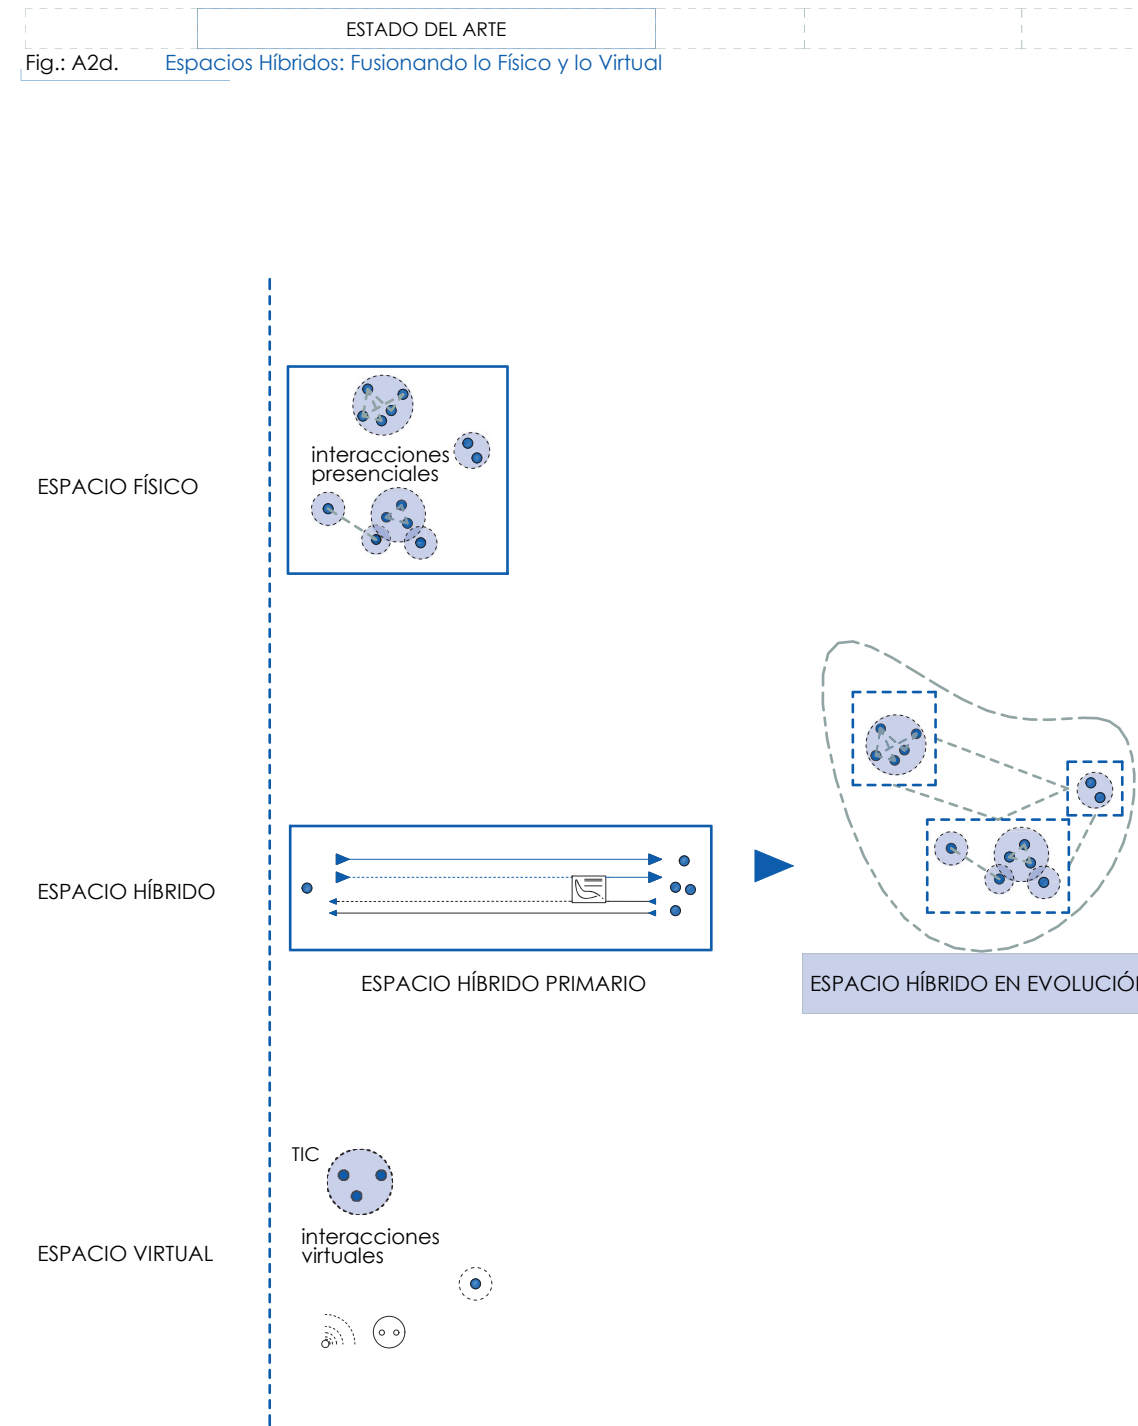 ESTADO DEL ARTE
Fig.: A2d. Espacios Híbridos: Fusionando lo Físico y lo Virtual
interacciones
presenciales
ESPACIO FÍSICO
ESPACIO HÍBRIDO
ESPACIO HÍBRIDO PRIMARIO
ESPACIO HÍBRIDO EN EVOLUCIÓN
TIC
interacciones
virtuales
ESPACIO VIRTUAL